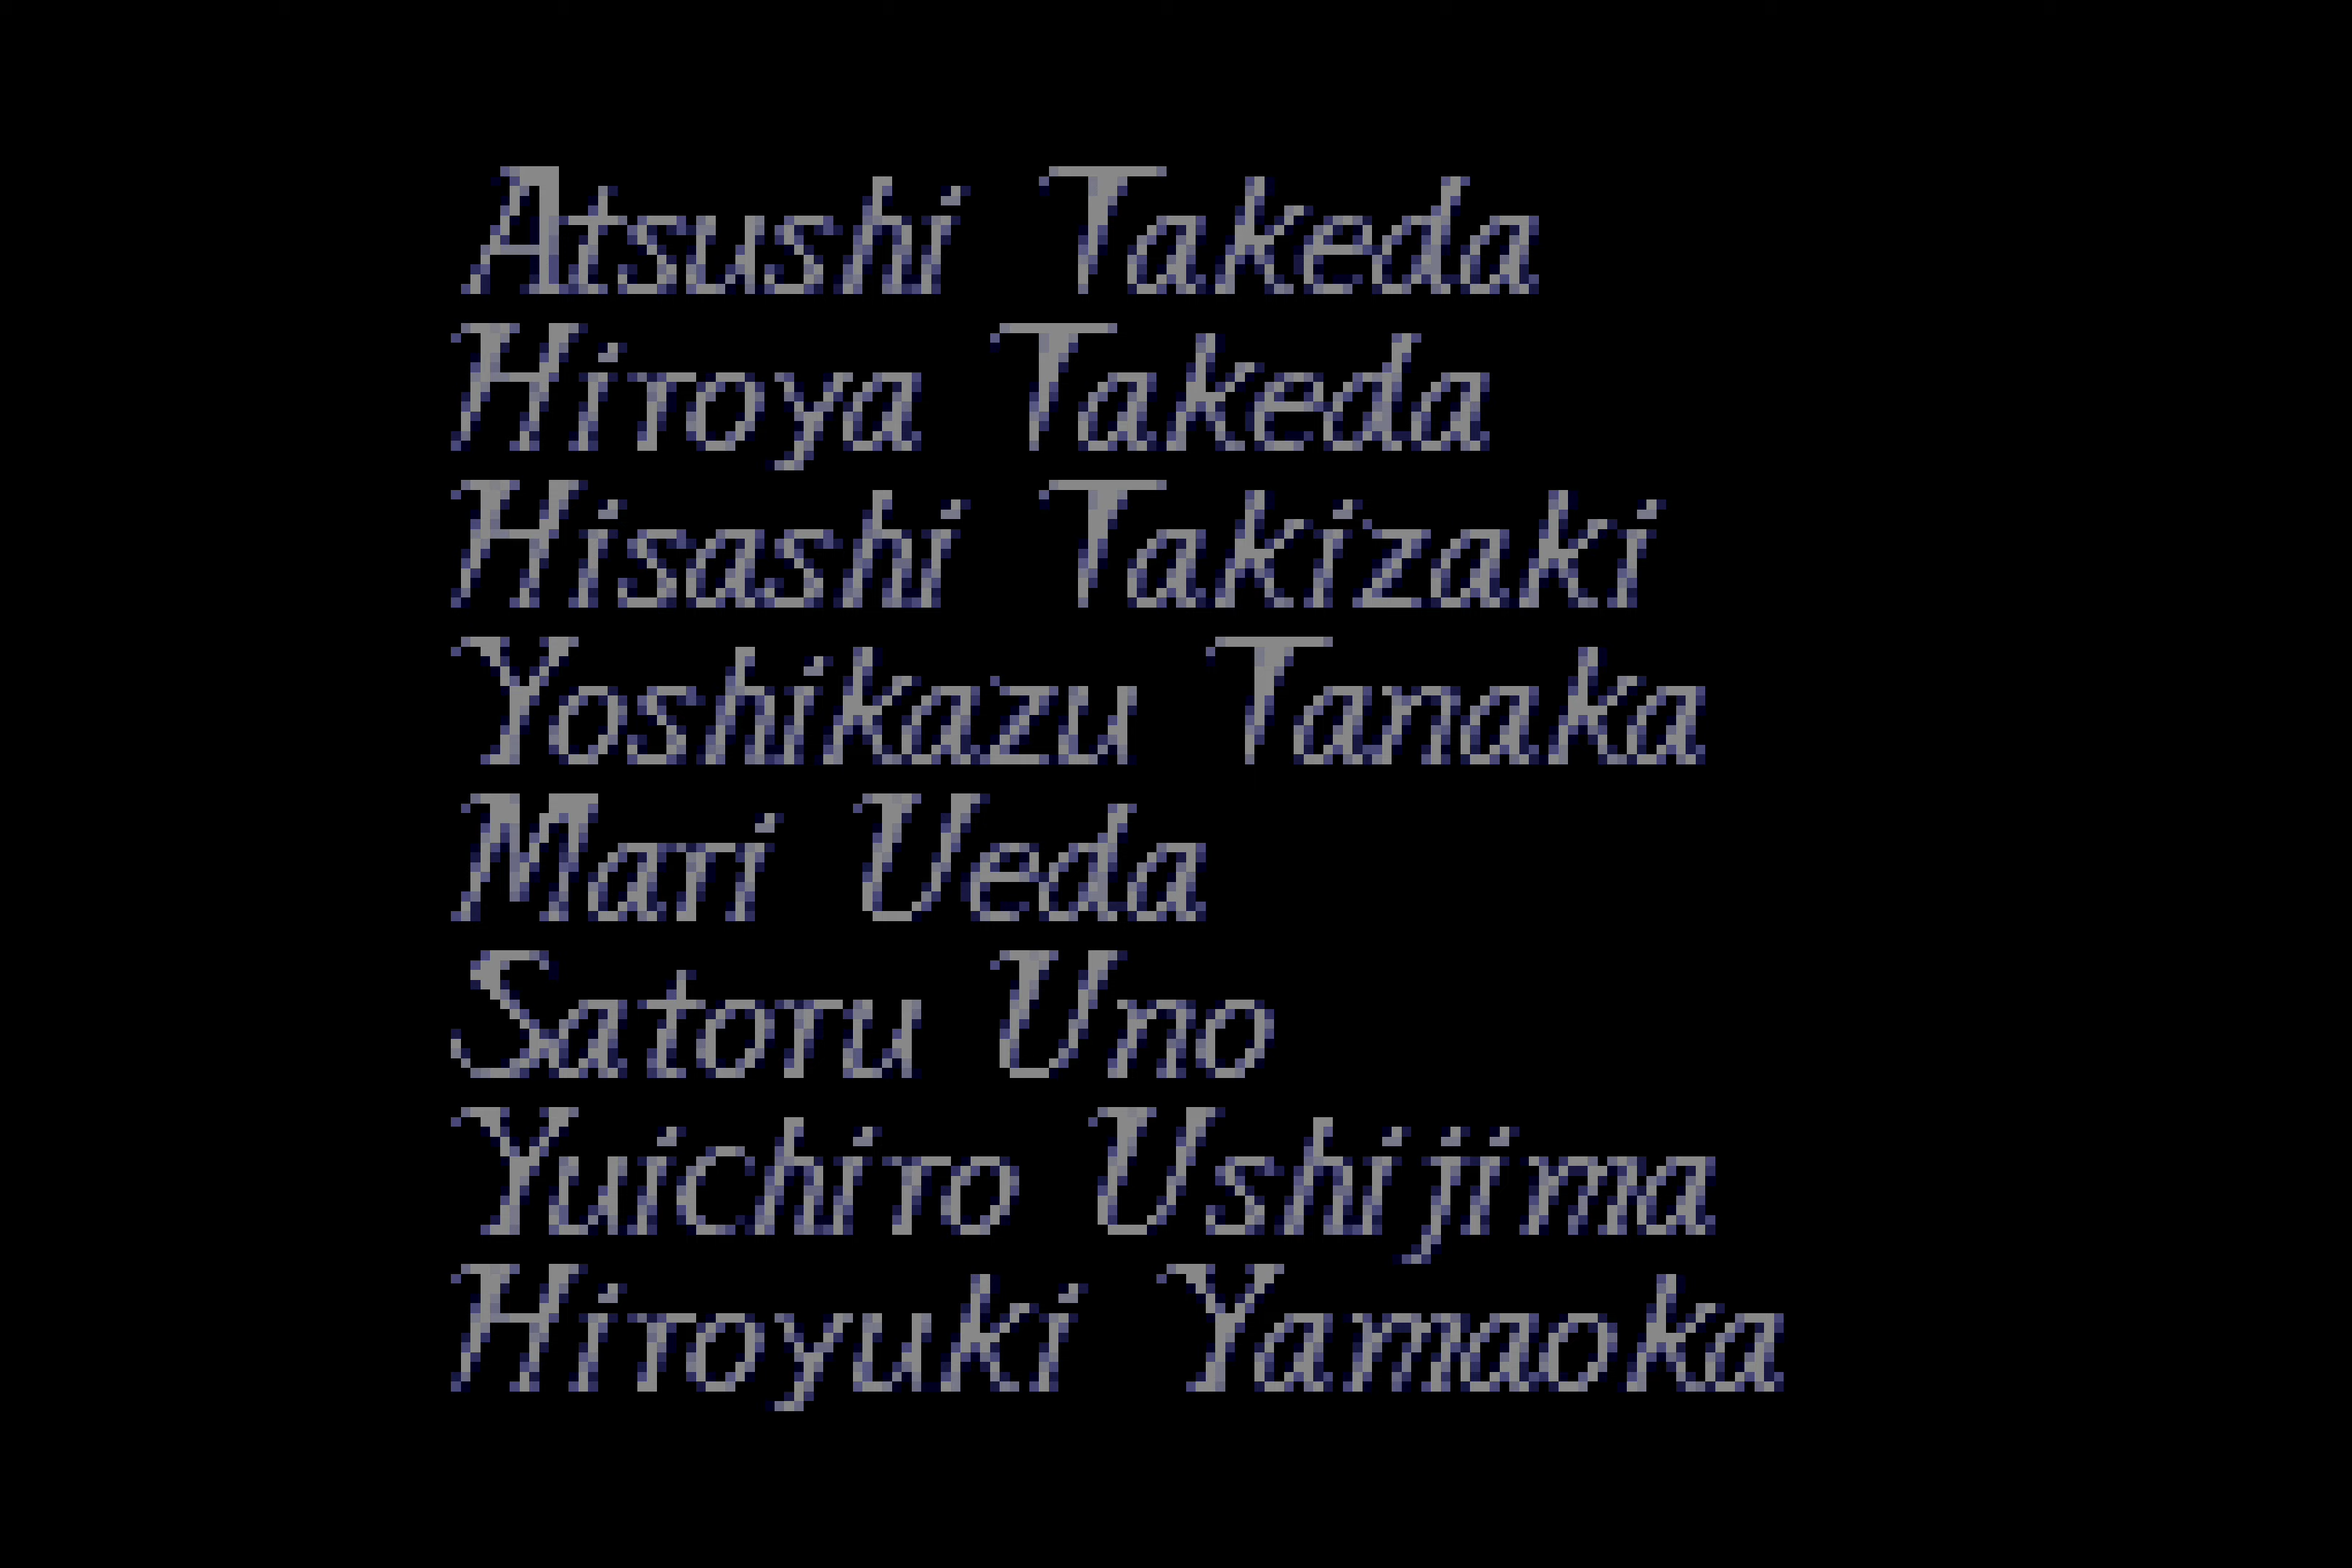 Atsushi Takeda
Hiroya Takeda
Hisashi Takizaki
Yoshikazu Tanaka
Mari Ueda
Satoru Uno
Yuichiro Ushijima
Hiroyuki Yamaoka